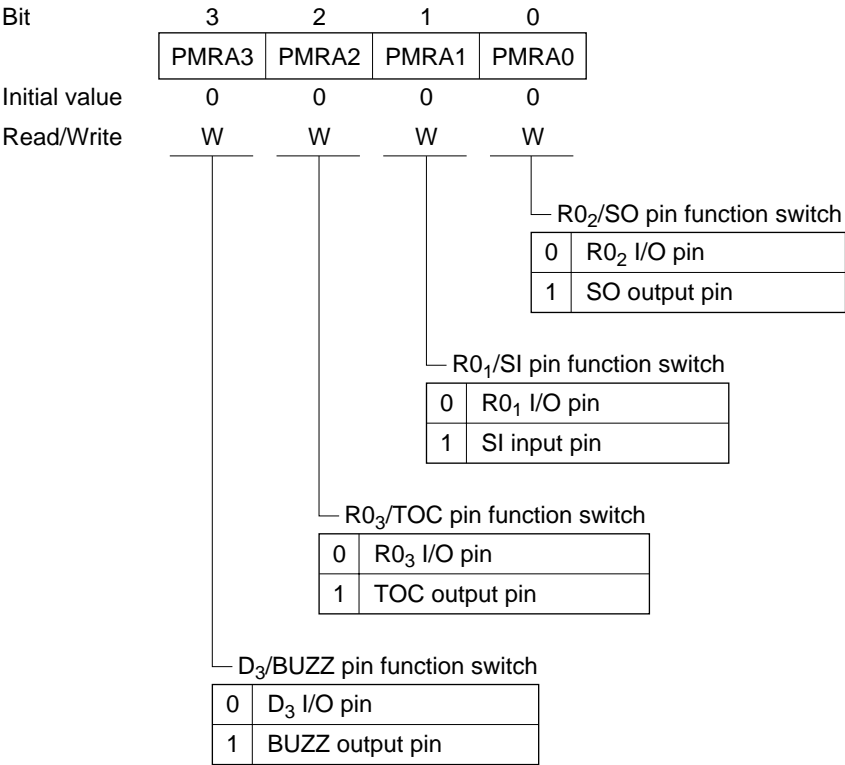 Bit 3 2 1 0
PMRA3 PMRA2 PMRA1 PMRA0
Initial value 0 0 0 0
Read/Write W W W W
R0₂/SO pin function switch
0 R0₂ I/O pin
1 SO output pin
R0₁/SI pin function switch
0 R0₁ I/O pin
1 SI input pin
R0₃/TOC pin function switch
0 R0₃ I/O pin
1 TOC output pin
D₃/BUZZ pin function switch
0 D₃ I/O pin
1 BUZZ output pin